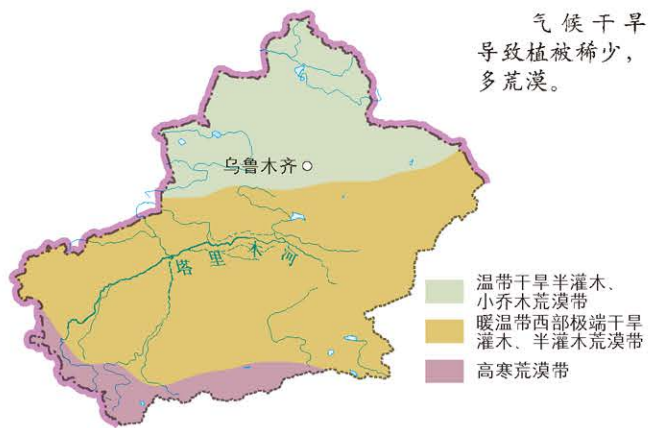 气候干旱
导致植被稀少，
多荒漠。
乌鲁木齐
塔里木河
温带干旱半灌木、
小乔木荒漠带
暖温带西部极端干旱
灌木、半灌木荒漠带
高寒荒漠带